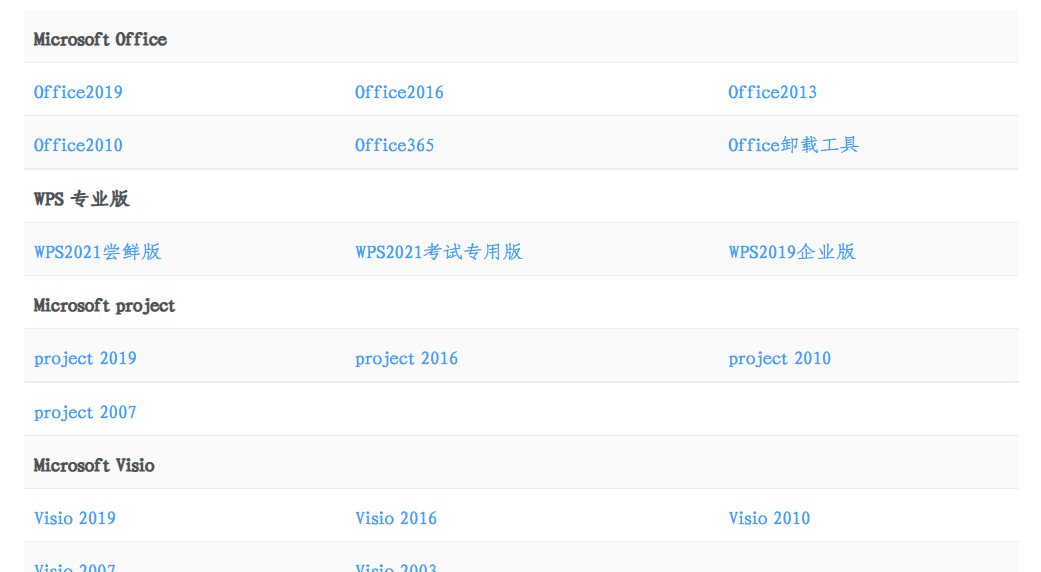 Microsoft Office
Office2019 Office2016 Office2013
Office2010 Office365 Office卸载工具
WPS 专业版
WPS2021尝鲜版 WPS2021考试专用版 WPS2019企业版
Microsoft project
project 2019 project 2016 project 2010
project 2007
Microsoft Visio
Visio 2019 Visio 2016 Visio 2010
Visio 2007 Visio 2003